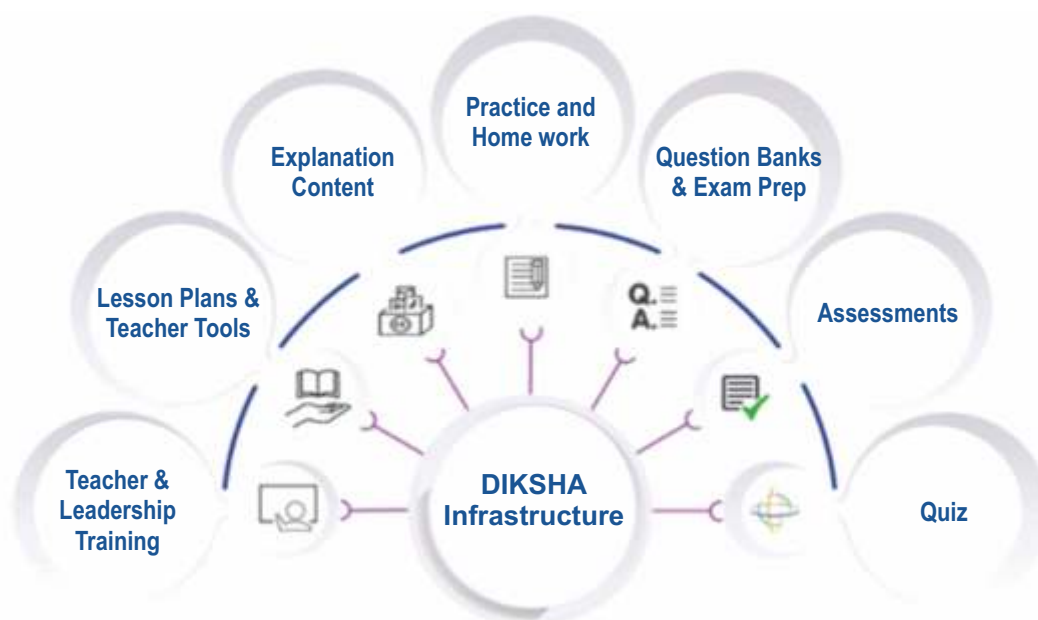 Practice and
Home work
Explanation
Content
Question Banks
& Exam Prep
Lesson Plans &
Teacher Tools
Q.
A.
Assessments
Teacher &
Leadership
Training
DIKSHA
Infrastructure
Quiz